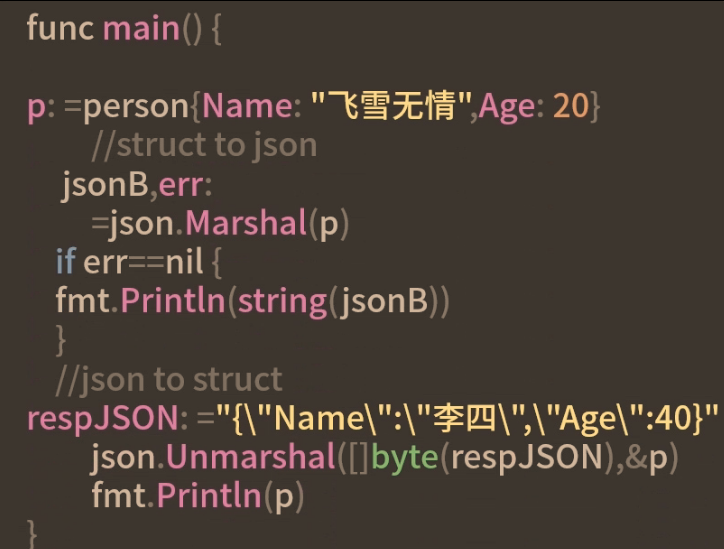 func main() {
p: =person{Name: "飞雪无情",Age: 20}
//struct to json
jsonB,err:
=json.Marshal(p)
if err==nil {
fmt.Println(string(jsonB))
}
//json to struct
respJSON: ="{\"Name\":\"李四\",\"Age\":40}"
json.Unmarshal([]byte(respJSON),&p)
fmt.Println(p)
}